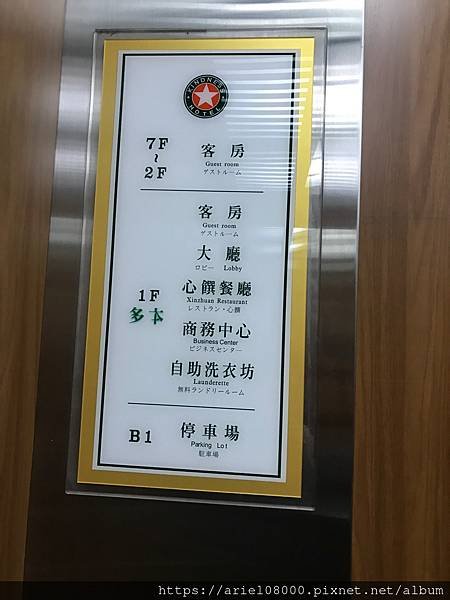 KINDNESS
HOTEL
7F
~
2F
客房
Guest room
ゲストルーム
客房
Guest room
ゲストルーム
大廳
ロビー Lobby
1F
多本
心饌餐廳
Xinzhuan Restaurant
レストラン・心饌
商務中心
Business Center
ビジネスセンター
自助洗衣坊
Launderette
無料ランドリールーム
B1
停車場
Parking Lot
駐車場
https://ariel08000.pixnet.net/album